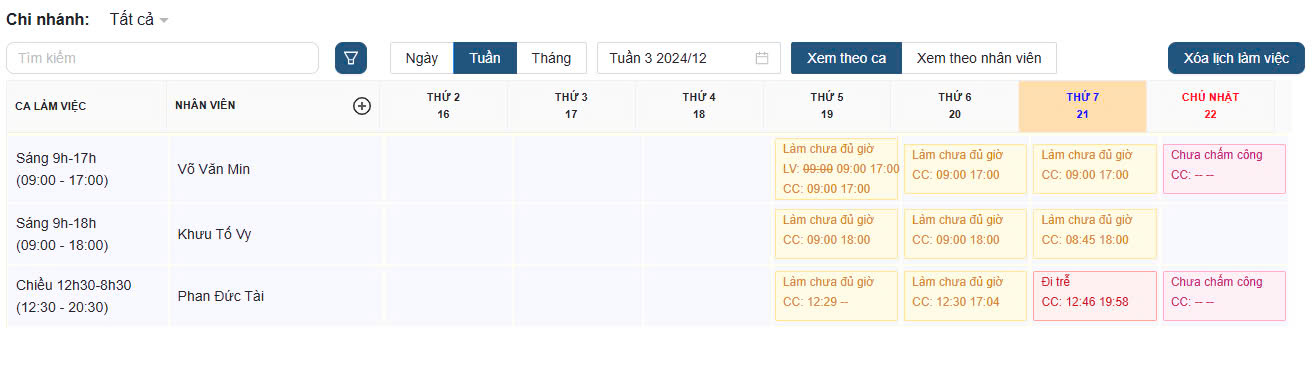 Chi nhánh: Tất cả
Tìm kiếm Ngày Tuần Tháng Tuần 3 2024/12 Xem theo ca Xem theo nhân viên Xóa lịch làm việc
CA LÀM VIỆC NHÂN VIÊN THỨ 2 THỨ 3 THỨ 4 THỨ 5 THỨ 6 THỨ 7 CHỦ NHẬT
16 17 18 19 20 21 22
Sáng 9h-17h
(09:00 - 17:00)
Võ Văn Min
Làm chưa đủ giờ
LV: 09:00 09:00 17:00
CC: 09:00 17:00
Làm chưa đủ giờ
CC: 09:00 17:00
Làm chưa đủ giờ
CC: 09:00 17:00
Chưa chấm công
CC: -- --
Sáng 9h-18h
(09:00 - 18:00)
Khưu Tố Vy
Làm chưa đủ giờ
CC: 09:00 18:00
Làm chưa đủ giờ
CC: 09:00 18:00
Làm chưa đủ giờ
CC: 08:45 18:00
Chiều 12h30-8h30
(12:30 - 20:30)
Phan Đức Tài
Làm chưa đủ giờ
CC: 12:29 --
Làm chưa đủ giờ
CC: 12:30 17:04
Đi trễ
CC: 12:46 19:58
Chưa chấm công
CC: -- --